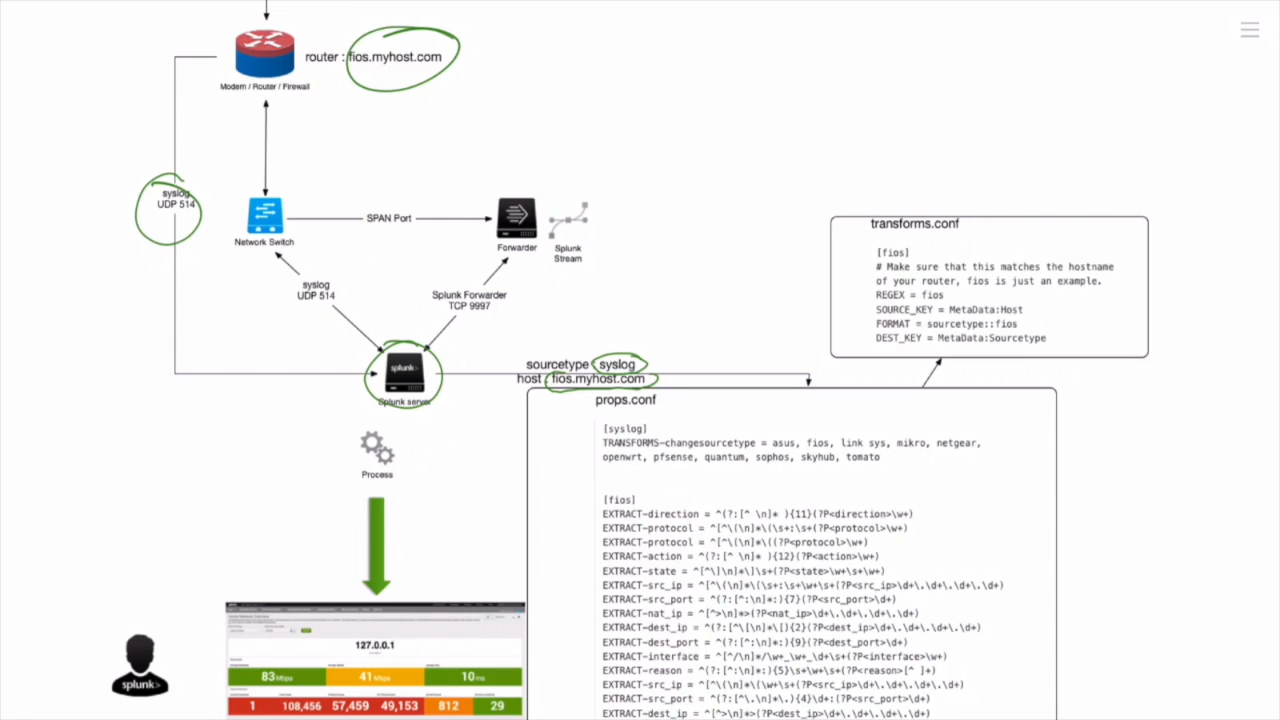 router : fios.myhost.com
Modem / Router / Firewall
syslog
UDP 514
SPAN Port
Network Switch
Forwarder
Splunk
Stream
syslog
UDP 514
Splunk Forwarder
TCP 9997
transforms.conf
[fios]
# Make sure that this matches the hostname
of your router, fios is just an example.
REGEX = fios
SOURCE_KEY = MetaData:Host
FORMAT = sourcetype::fios
DEST_KEY = MetaData:Sourcetype
splunk>
Splunk server
sourcetype syslog
host : fios.myhost.com
props.conf
[syslog]
TRANSFORMS-changesourcetype = asus, fios, link sys, mikro, netgear,
openwrt, pfsense, quantum, sophos, skyhub, tomato
[fios]
EXTRACT-direction = ^(?:[^ \n]* ){11}(?P<direction>\w+)
EXTRACT-protocol = ^[^\(\n]*\(\s+:\s+(?P<protocol>\w+)
EXTRACT-protocol = ^[^\(\n]*\((?P<protocol>\w+)
EXTRACT-action = ^(?:[^ \n]* ){12}(?P<action>\w+)
EXTRACT-state = ^[^\]\n]*\]\s+(?P<state>\w+\s+\w+)
EXTRACT-src_ip = ^[^\(\n]*\(\s+:\s+\w+\s+(?P<src_ip>\d+\.\d+\.\d+\.\d+)
EXTRACT-src_port = ^(?:[^:\n]*:){7}(?P<src_port>\d+)
EXTRACT-nat_ip = ^[^>\n]*>(?P<nat_ip>\d+\.\d+\.\d+\.\d+)
EXTRACT-dest_ip = ^(?:[^\[\n]*\[){2}(?P<dest_ip>\d+\.\d+\.\d+\.\d+)
EXTRACT-dest_port = ^(?:[^:\n]*:){9}(?P<dest_port>\d+)
EXTRACT-interface = ^[^/\n]*/\w+_\w+_\d+\s+(?P<interface>\w+)
EXTRACT-reason = ^(?:[^:\n]*:){5}\s+\w+\s+(?P<reason>[^ ]+)
EXTRACT-src_ip = ^[^\(\n]*\(\w+\s+(?P<src_ip>\d+\.\d+\.\d+\.\d+)
EXTRACT-src_port = ^(?:[^\.\n]*\.){4}\d+:(?P<src_port>\d+)
EXTRACT-dest_ip = ^[^>\n]*>(?P<dest_ip>\d+\.\d+\.\d+\.\d+)
Process
127.0.0.1
83Mbps
41Mbps
10ms
1
108,456
57,459
49,153
812
29
splunk>